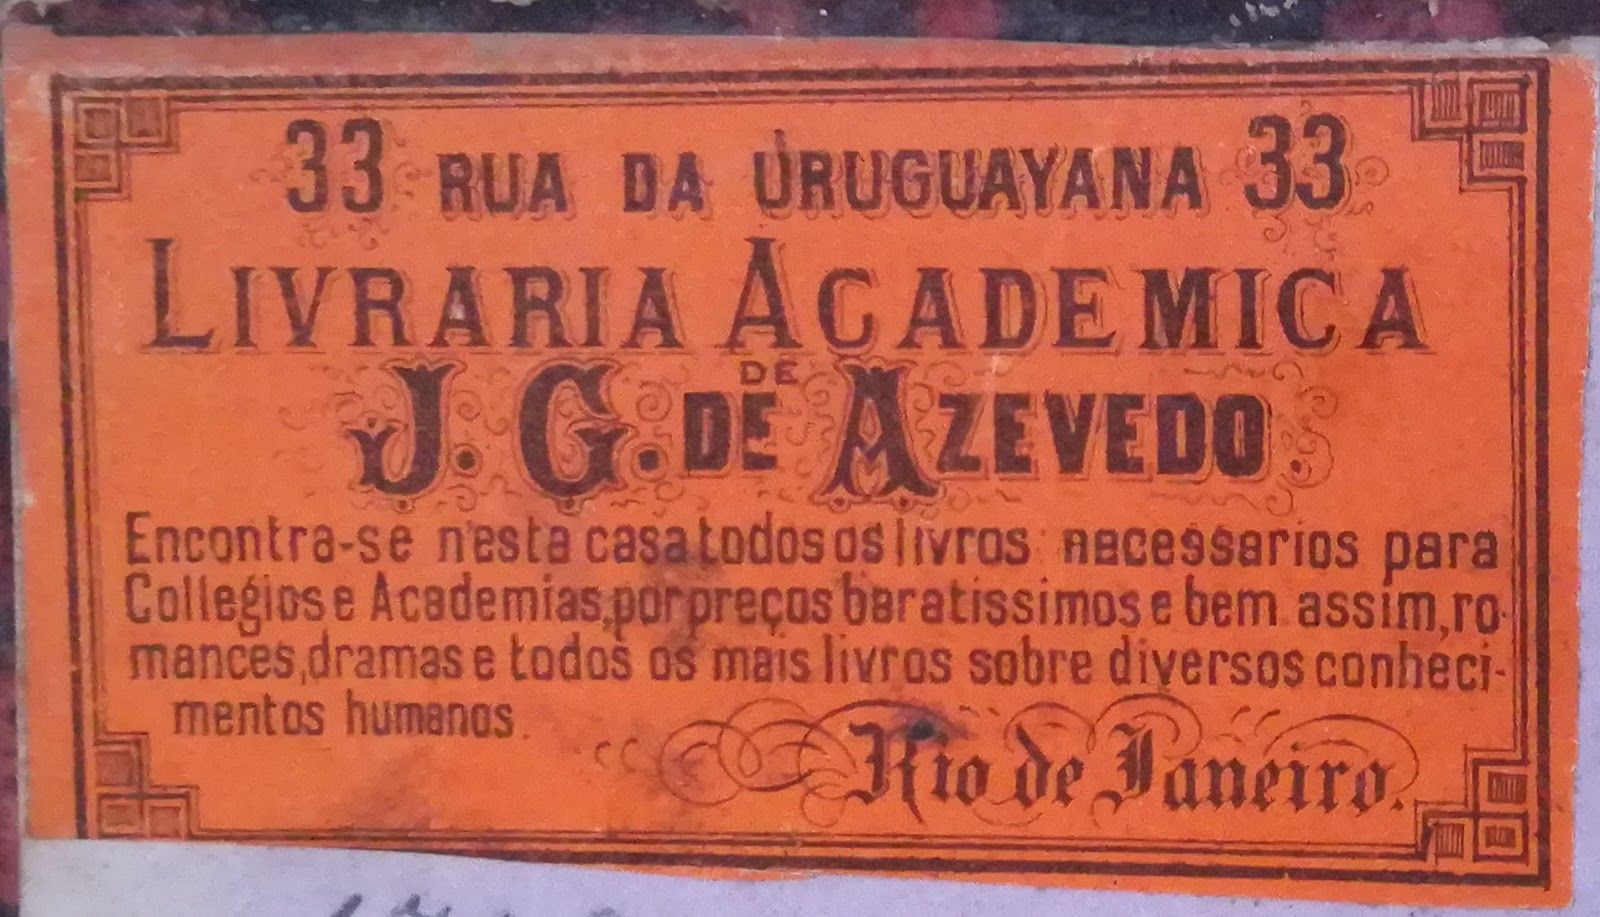 33 RUA DA URUGUAYANA 33
LIVRARIA ACADEMICA
DE
J. G. DE AZEVEDO
Encontra-se n'esta casa todos os livros necessarios para
Collegios e Academias, por preços baratissimos e bem assim, ro-
mances, dramas e todos os mais livros sobre diversos conheci-
mentos humanos.
Rio de Janeiro.